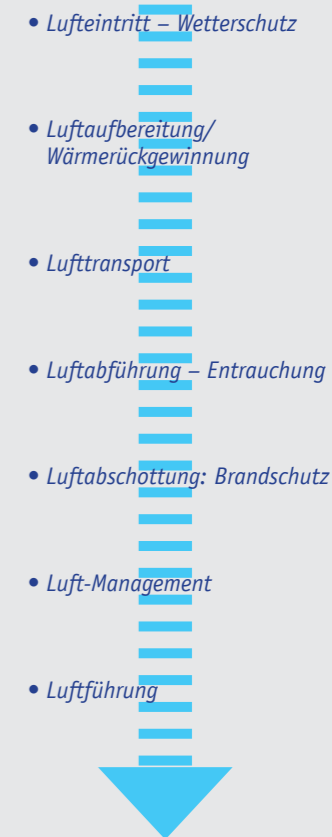 • Lufteintritt – Wetterschutz
• Luftaufbereitung/
Wärmerückgewinnung
• Lufttransport
• Luftabführung – Entrauchung
• Luftabschottung: Brandschutz
• Luft-Management
• Luftführung